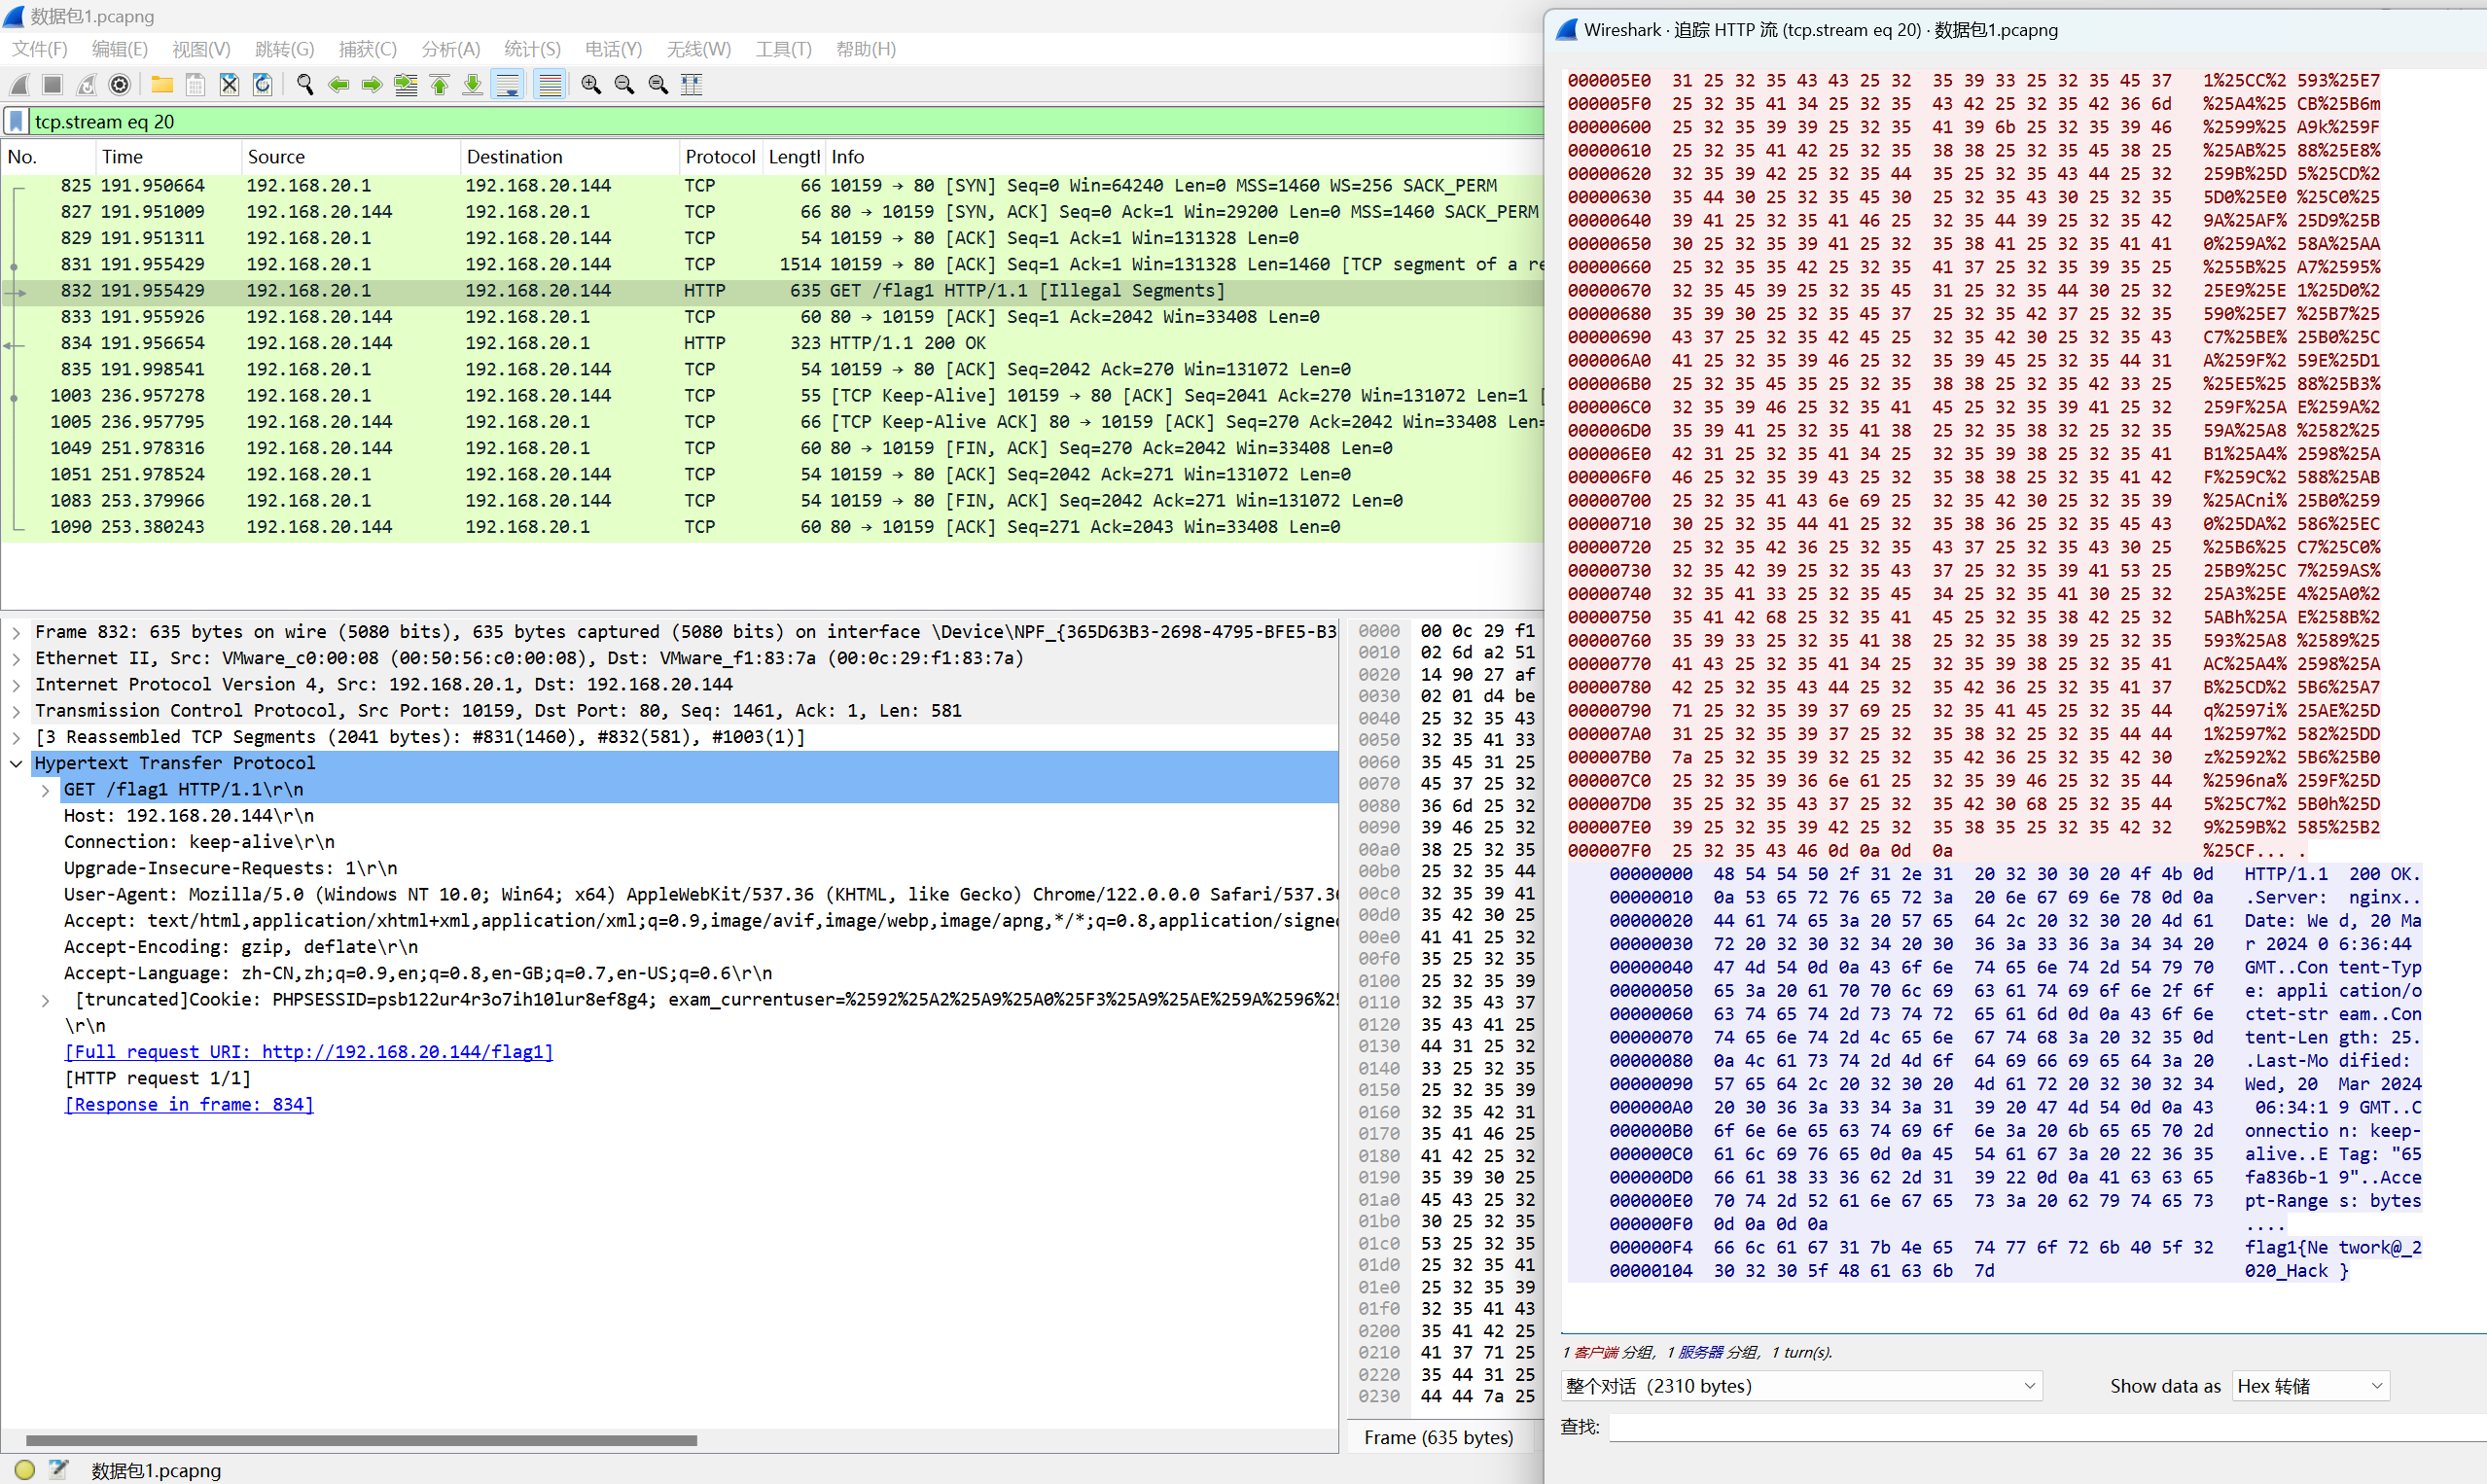 数据包1.pcapng
文件(F) 编辑(E) 视图(V) 跳转(G) 捕获(C) 分析(A) 统计(S) 电话(Y) 无线(W) 工具(T) 帮助(H)
tcp.stream eq 20
No. Time Source Destination Protocol Lengtl Info
825 191.950664 192.168.20.1 192.168.20.144 TCP 66 10159 → 80 [SYN] Seq=0 Win=64240 Len=0 MSS=1460 WS=256 SACK_PERM
827 191.951009 192.168.20.144 192.168.20.1 TCP 66 80 → 10159 [SYN, ACK] Seq=0 Ack=1 Win=29200 Len=0 MSS=1460 SACK_PERM
829 191.951311 192.168.20.1 192.168.20.144 TCP 54 10159 → 80 [ACK] Seq=1 Ack=1 Win=131328 Len=0
831 191.955429 192.168.20.1 192.168.20.144 TCP 1514 10159 → 80 [ACK] Seq=1 Ack=1 Win=131328 Len=1460 [TCP segment of a re
832 191.955429 192.168.20.1 192.168.20.144 HTTP 635 GET /flag1 HTTP/1.1 [Illegal Segments]
833 191.955926 192.168.20.144 192.168.20.1 TCP 60 80 → 10159 [ACK] Seq=1 Ack=2042 Win=33408 Len=0
834 191.956654 192.168.20.144 192.168.20.1 HTTP 323 HTTP/1.1 200 OK
835 191.998541 192.168.20.1 192.168.20.144 TCP 54 10159 → 80 [ACK] Seq=2042 Ack=270 Win=131072 Len=0
1003 236.957278 192.168.20.1 192.168.20.144 TCP 55 [TCP Keep-Alive] 10159 → 80 [ACK] Seq=2041 Ack=270 Win=131072 Len=1 [
1005 236.957795 192.168.20.144 192.168.20.1 TCP 66 [TCP Keep-Alive ACK] 80 → 10159 [ACK] Seq=270 Ack=2042 Win=33408 Len=
1049 251.978316 192.168.20.144 192.168.20.1 TCP 60 80 → 10159 [FIN, ACK] Seq=270 Ack=2042 Win=33408 Len=0
1051 251.978524 192.168.20.1 192.168.20.144 TCP 54 10159 → 80 [ACK] Seq=2042 Ack=271 Win=131072 Len=0
1083 253.379966 192.168.20.1 192.168.20.144 TCP 54 10159 → 80 [FIN, ACK] Seq=2042 Ack=271 Win=131072 Len=0
1090 253.380243 192.168.20.144 192.168.20.1 TCP 60 80 → 10159 [ACK] Seq=271 Ack=2043 Win=33408 Len=0
Frame 832: 635 bytes on wire (5080 bits), 635 bytes captured (5080 bits) on interface \Device\NPF_{365D63B3-2698-4795-BFE5-B3
Ethernet II, Src: VMware_c0:00:08 (00:50:56:c0:00:08), Dst: VMware_f1:83:7a (00:0c:29:f1:83:7a)
Internet Protocol Version 4, Src: 192.168.20.1, Dst: 192.168.20.144
Transmission Control Protocol, Src Port: 10159, Dst Port: 80, Seq: 1461, Ack: 1, Len: 581
[3 Reassembled TCP Segments (2041 bytes): #831(1460), #832(581), #1003(1)]
Hypertext Transfer Protocol
GET /flag1 HTTP/1.1\r\n
Host: 192.168.20.144\r\n
Connection: keep-alive\r\n
Upgrade-Insecure-Requests: 1\r\n
User-Agent: Mozilla/5.0 (Windows NT 10.0; Win64; x64) AppleWebKit/537.36 (KHTML, like Gecko) Chrome/122.0.0.0 Safari/537.36
Accept: text/html,application/xhtml+xml,application/xml;q=0.9,image/avif,image/webp,image/apng,*/*;q=0.8,application/signe
Accept-Encoding: gzip, deflate\r\n
Accept-Language: zh-CN,zh;q=0.9,en;q=0.8,en-GB;q=0.7,en-US;q=0.6\r\n
[truncated]Cookie: PHPSESSID=psb122ur4r3o7ih10lur8ef8g4; exam_currentuser=%2592%25A2%25A9%25A0%25F3%25A9%25AE%259A%2596%25
\r\n
[Full request URI: http://192.168.20.144/flag1]
[HTTP request 1/1]
[Response in frame: 834]
0000 00 0c 29 f1
0010 02 6d a2 51
0020 14 90 27 af
0030 02 01 d4 be
0040 25 32 35 43
0050 32 35 41 33
0060 35 45 31 25
0070 45 37 25 32
0080 36 6d 25 32
0090 39 46 25 32
00a0 38 25 32 35
00b0 25 32 35 44
00c0 32 35 39 41
00d0 35 42 30 25
00e0 41 41 25 32
00f0 35 25 32 35
0100 25 32 35 39
0110 32 35 43 37
0120 35 43 41 25
0130 44 31 25 32
0140 33 25 32 35
0150 25 32 35 39
0160 32 35 42 31
0170 35 41 46 25
0180 41 42 25 32
0190 35 39 30 25
01a0 45 43 25 32
01b0 30 25 32 35
01c0 53 25 32 35
01d0 25 32 35 41
01e0 25 32 35 39
01f0 32 35 41 43
0200 35 41 42 25
0210 41 37 71 25
0220 35 44 31 25
0230 44 44 7a 25
Frame (635 bytes)
数据包1.pcapng
Wireshark · 追踪 HTTP 流 (tcp.stream eq 20) · 数据包1.pcapng
000005E0 31 25 32 35 43 43 25 32 35 39 33 25 32 35 45 37 1%25CC%2 593%25E7
000005F0 25 32 35 41 34 25 32 35 43 42 25 32 35 42 36 6d %25A4%25 CB%25B6m
00000600 25 32 35 39 39 25 32 35 41 39 6b 25 32 35 39 46 %2599%25 A9k%259F
00000610 25 32 35 41 42 25 32 35 38 38 25 32 35 45 38 25 %25AB%25 88%25E8%
00000620 32 35 39 42 25 32 35 44 35 25 32 35 43 44 25 32 259B%25D 5%25CD%2
00000630 35 44 30 25 32 35 45 30 25 32 35 43 30 25 32 35 5D0%25E0 %25C0%25
00000640 39 41 25 32 35 41 46 25 32 35 44 39 25 32 35 42 9A%25AF% 25D9%25B
00000650 30 25 32 35 39 41 25 32 35 38 41 25 32 35 41 41 0%259A%2 58A%25AA
00000660 25 32 35 35 42 25 32 35 41 37 25 32 35 39 35 25 %255B%25 A7%2595%
00000670 32 35 45 39 25 32 35 45 31 25 32 35 44 30 25 32 25E9%25E 1%25D0%2
00000680 35 39 30 25 32 35 45 37 25 32 35 42 37 25 32 35 590%25E7 %25B7%25
00000690 43 37 25 32 35 42 45 25 32 35 42 30 25 32 35 43 C7%25BE% 25B0%25C
000006A0 41 25 32 35 39 46 25 32 35 39 45 25 32 35 44 31 A%259F%2 59E%25D1
000006B0 25 32 35 45 35 25 32 35 38 38 25 32 35 42 33 25 %25E5%25 88%25B3%
000006C0 32 35 39 46 25 32 35 41 45 25 32 35 39 41 25 32 259F%25A E%259A%2
000006D0 35 39 41 25 32 35 41 38 25 32 35 38 32 25 32 35 59A%25A8 %2582%25
000006E0 42 31 25 32 35 41 34 25 32 35 39 38 25 32 35 41 B1%25A4% 2598%25A
000006F0 46 25 32 35 39 43 25 32 35 38 38 25 32 35 41 42 F%259C%2 588%25AB
00000700 25 32 35 41 43 6e 69 25 32 35 42 30 25 32 35 39 %25ACni% 25B0%259
00000710 30 25 32 35 44 41 25 32 35 38 36 25 32 35 45 43 0%25DA%2 586%25EC
00000720 25 32 35 42 36 25 32 35 43 37 25 32 35 43 30 25 %25B6%25 C7%25C0%
00000730 32 35 42 39 25 32 35 43 37 25 32 35 39 41 53 25 25B9%25C 7%259AS%
00000740 32 35 41 33 25 32 35 45 34 25 32 35 41 30 25 32 25A3%25E 4%25A0%2
00000750 35 41 42 68 25 32 35 41 45 25 32 35 38 42 25 32 5ABh%25A E%258B%2
00000760 35 39 33 25 32 35 41 38 25 32 35 38 39 25 32 35 593%25A8 %2589%25
00000770 41 43 25 32 35 41 34 25 32 35 39 38 25 32 35 41 AC%25A4% 2598%25A
00000780 42 25 32 35 43 44 25 32 35 42 36 25 32 35 41 37 B%25CD%2 5B6%25A7
00000790 71 25 32 35 39 37 69 25 32 35 41 45 25 32 35 44 q%2597i% 25AE%25D
000007A0 31 25 32 35 39 37 25 32 35 38 32 25 32 35 44 44 1%2597%2 582%25DD
000007B0 7a 25 32 35 39 32 25 32 35 42 36 25 32 35 42 30 z%2592%2 5B6%25B0
000007C0 25 32 35 39 36 6e 61 25 32 35 39 46 25 32 35 44 %2596na% 259F%25D
000007D0 35 25 32 35 43 37 25 32 35 42 30 68 25 32 35 44 5%25C7%2 5B0h%25D
000007E0 39 25 32 35 39 42 25 32 35 38 35 25 32 35 42 32 9%259B%2 585%25B2
000007F0 25 32 35 43 46 0d 0a 0d 0a %25CF... .
00000000 48 54 54 50 2f 31 2e 31 20 32 30 30 20 4f 4b 0d HTTP/1.1 200 OK.
00000010 0a 53 65 72 76 65 72 3a 20 6e 67 69 6e 78 0d 0a .Server: nginx..
00000020 44 61 74 65 3a 20 57 65 64 2c 20 32 30 20 4d 61 Date: We d, 20 Ma
00000030 72 20 32 30 32 34 20 30 36 3a 33 36 3a 34 34 20 r 2024 0 6:36:44
00000040 47 4d 54 0d 0a 43 6f 6e 74 65 6e 74 2d 54 79 70 GMT..Con tent-Typ
00000050 65 3a 20 61 70 70 6c 69 63 61 74 69 6f 6e 2f 6f e: appli cation/o
00000060 63 74 65 74 2d 73 74 72 65 61 6d 0d 0a 43 6f 6e ctet-str eam..Con
00000070 74 65 6e 74 2d 4c 65 6e 67 74 68 3a 20 32 35 0d tent-Len gth: 25.
00000080 0a 4c 61 73 74 2d 4d 6f 64 69 66 69 65 64 3a 20 .Last-Mo dified:
00000090 57 65 64 2c 20 32 30 20 4d 61 72 20 32 30 32 34 Wed, 20 Mar 2024
000000A0 20 30 36 3a 33 34 3a 31 39 20 47 4d 54 0d 0a 43 06:34:1 9 GMT..C
000000B0 6f 6e 6e 65 63 74 69 6f 6e 3a 20 6b 65 65 70 2d onnectio n: keep-
000000C0 61 6c 69 76 65 0d 0a 45 54 61 67 3a 20 22 36 35 alive..E Tag: "65
000000D0 66 61 38 33 36 62 2d 31 39 22 0d 0a 41 63 63 65 fa836b-1 9"..Acce
000000E0 70 74 2d 52 61 6e 67 65 73 3a 20 62 79 74 65 73 pt-Range s: bytes
000000F0 0d 0a 0d 0a ....
000000F4 66 6c 61 67 31 7b 4e 65 74 77 6f 72 6b 40 5f 32 flag1{Ne twork@_2
00000104 30 32 30 5f 48 61 63 6b 7d 020_Hack }
1 客户端 分组，1 服务器 分组，1 turn(s).
整个对话 (2310 bytes) Show data as Hex 转储
查找: